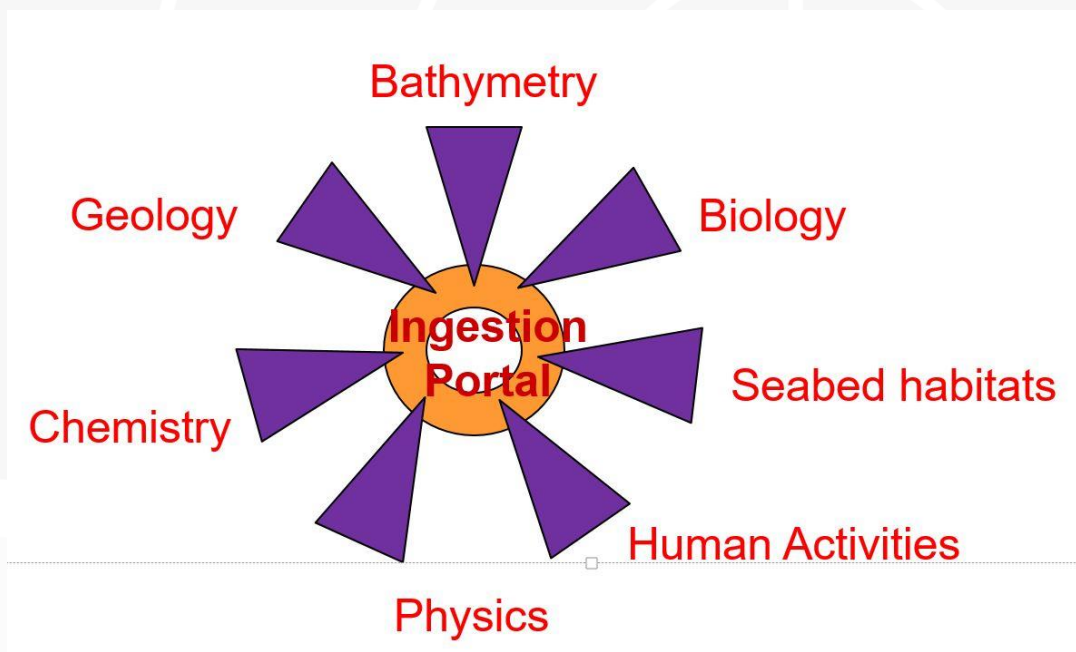 Bathymetry
Geology
Biology
Ingestion
Portal
Seabed habitats
Chemistry
Human Activities
Physics